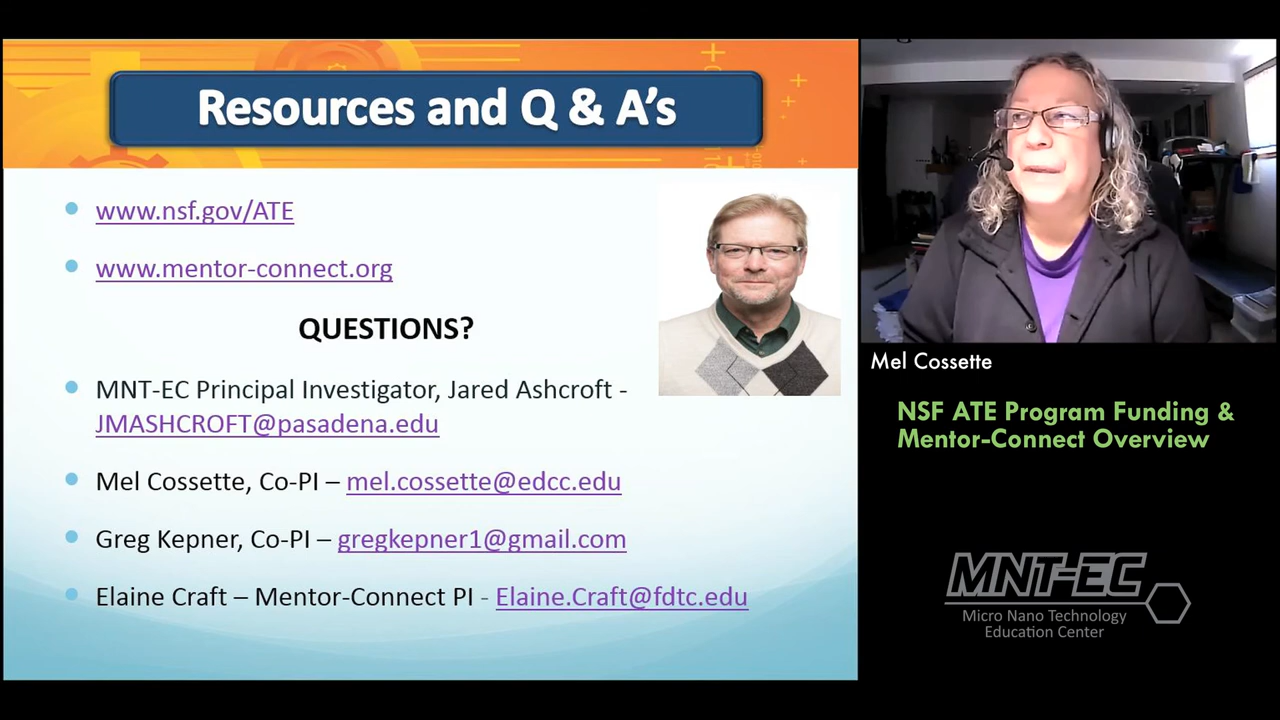 Resources and Q & A's
www.nsf.gov/ATE
www.mentor-connect.org
QUESTIONS?
MNT-EC Principal Investigator, Jared Ashcroft -
JMASHCROFT@pasadena.edu
Mel Cossette, Co-PI – mel.cossette@edcc.edu
Greg Kepner, Co-PI – gregkepner1@gmail.com
Elaine Craft – Mentor-Connect PI - Elaine.Craft@fdtc.edu
Mel Cossette
NSF ATE Program Funding &
Mentor-Connect Overview
MNT-EC
Micro Nano Technology
Education Center